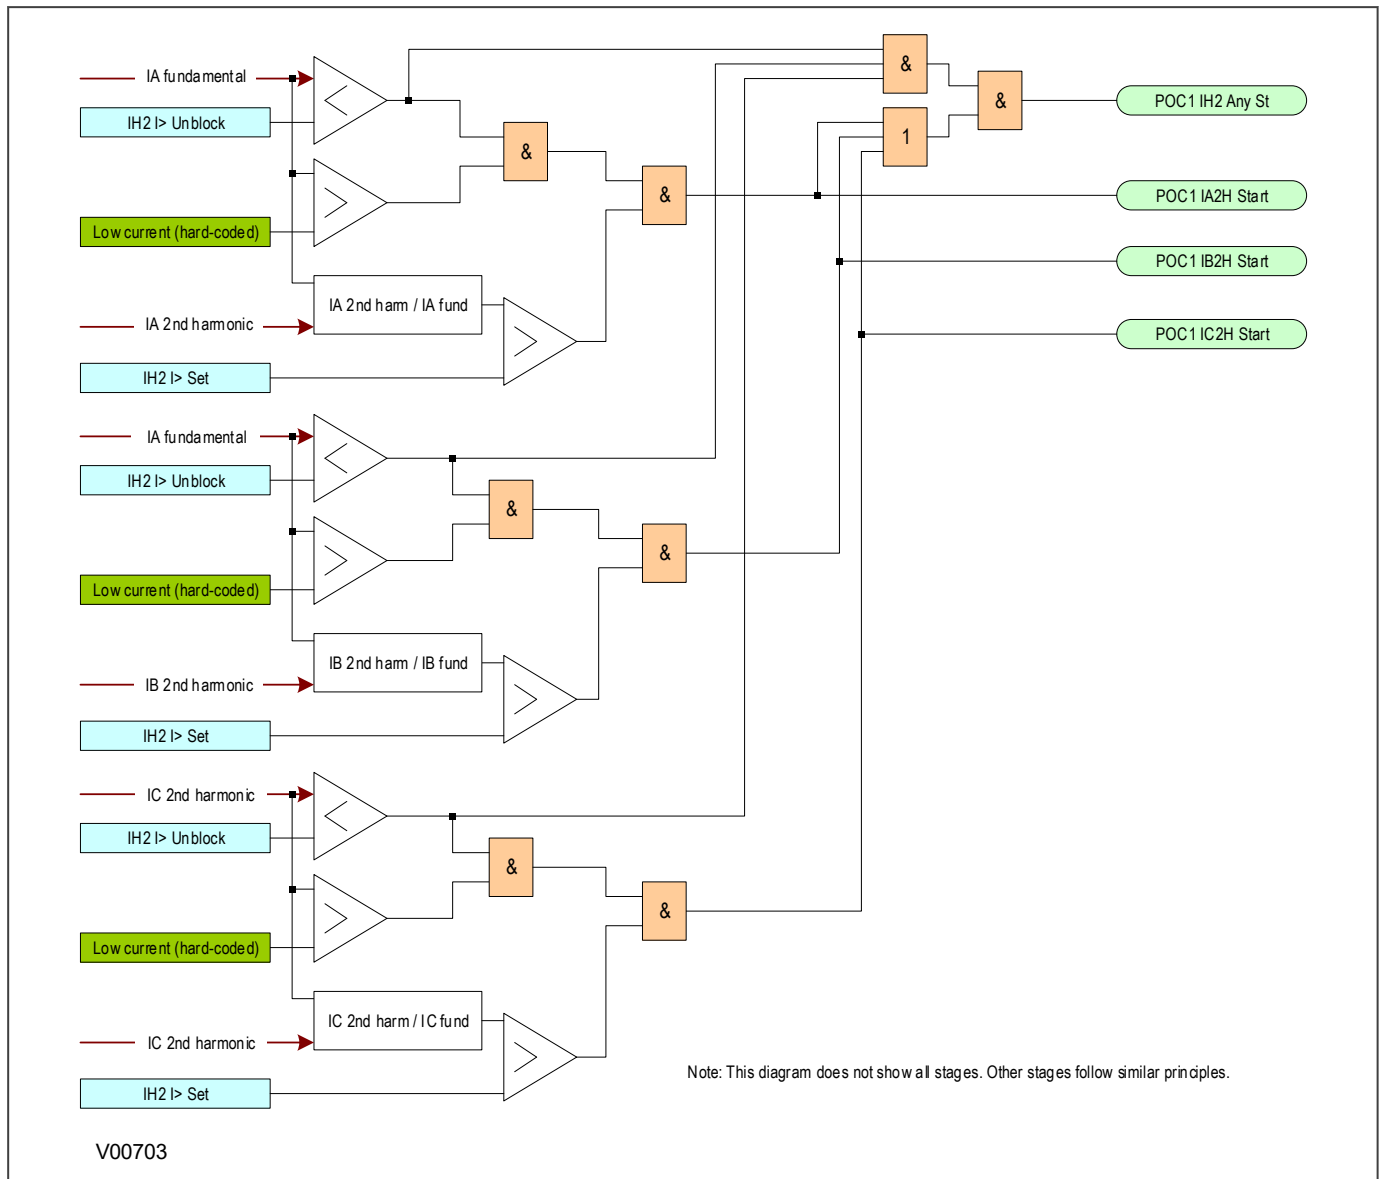 IA fundamental
IH2 I> Unblock
Low current (hard-coded)
IA 2nd harm / IA fund
IA 2nd harmonic
IH2 I> Set
&
&
&
1
&
POC1 IH2 Any St
POC1 IA2H Start
POC1 IB2H Start
POC1 IC2H Start
IA fundamental
IH2 I> Unblock
&
&
Low current (hard-coded)
IB 2nd harm / IB fund
IB 2nd harmonic
IH2 I> Set
IC 2nd harmonic
IH2 I> Unblock
&
&
Low current (hard-coded)
IC 2nd harm / IC fund
IC 2nd harmonic
IH2 I> Set
Note: This diagram does not show all stages. Other stages follow similar principles.
V00703